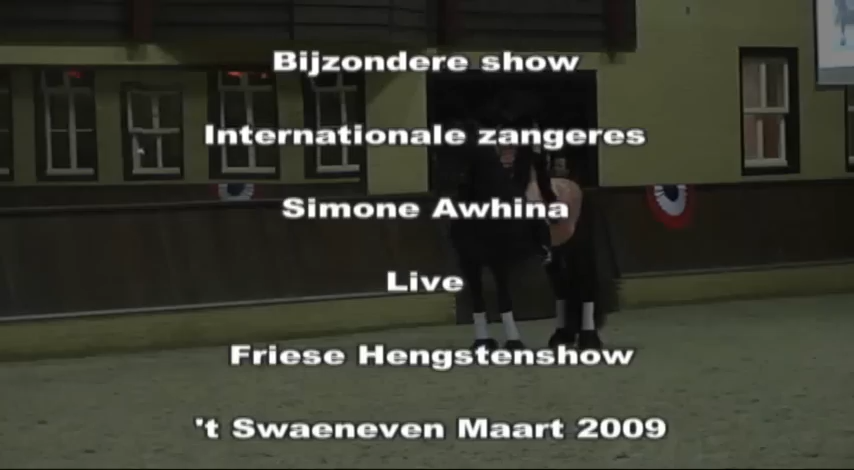 Bijzondere show
Internationale zangeres
Simone Awhina
Live
Friese Hengstenshow
't Swaeneven Maart 2009